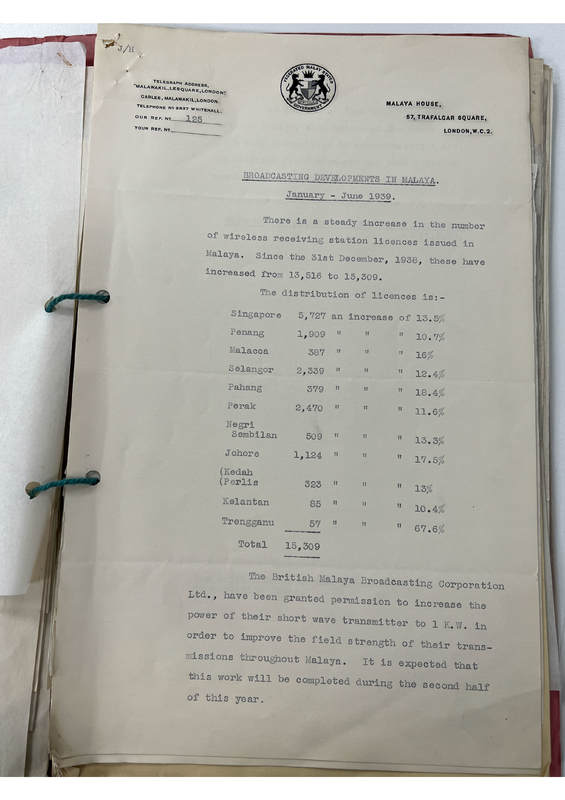 J/11
TELEGRAPH ADDRESS,
"MALAWAKIL, LESQUARE, LONDON"
CABLES, MALAWAKIL, LONDON.
TELEPHONE Nº 8837 WHITEHALL.
OUR REF. Nº 125
YOUR REF. Nº
FEDERATED MALAY STATES
GOVERNMENT
MALAYA HOUSE,
57, TRAFALGAR SQUARE,
LONDON, W.C.2.
BROADCASTING DEVELOPMENTS IN MALAYA.
January - June 1939.
There is a steady increase in the number
of wireless receiving station licences issued in
Malaya. Since the 31st December, 1938, these have
increased from 13,516 to 15,309.
The distribution of licences is:-
Singapore 5,727 an increase of 13.5%
Penang 1,909 " " " 10.7%
Malacca 387 " " " 16%
Selangor 2,339 " " " 12.4%
Pahang 379 " " " 18.4%
Perak 2,470 " " " 11.6%
Negri
Sembilan 509 " " " 13.3%
Johore 1,124 " " " 17.5%
(Kedah
(Perlis 323 " " " 13%
Kelantan 85 " " " 10.4%
Trengganu 57 " " " 67.6%
Total 15,309
The British Malaya Broadcasting Corporation
Ltd., have been granted permission to increase the
power of their short wave transmitter to 1 K.W. in
order to improve the field strength of their trans-
missions throughout Malaya. It is expected that
this work will be completed during the second half
of this year.